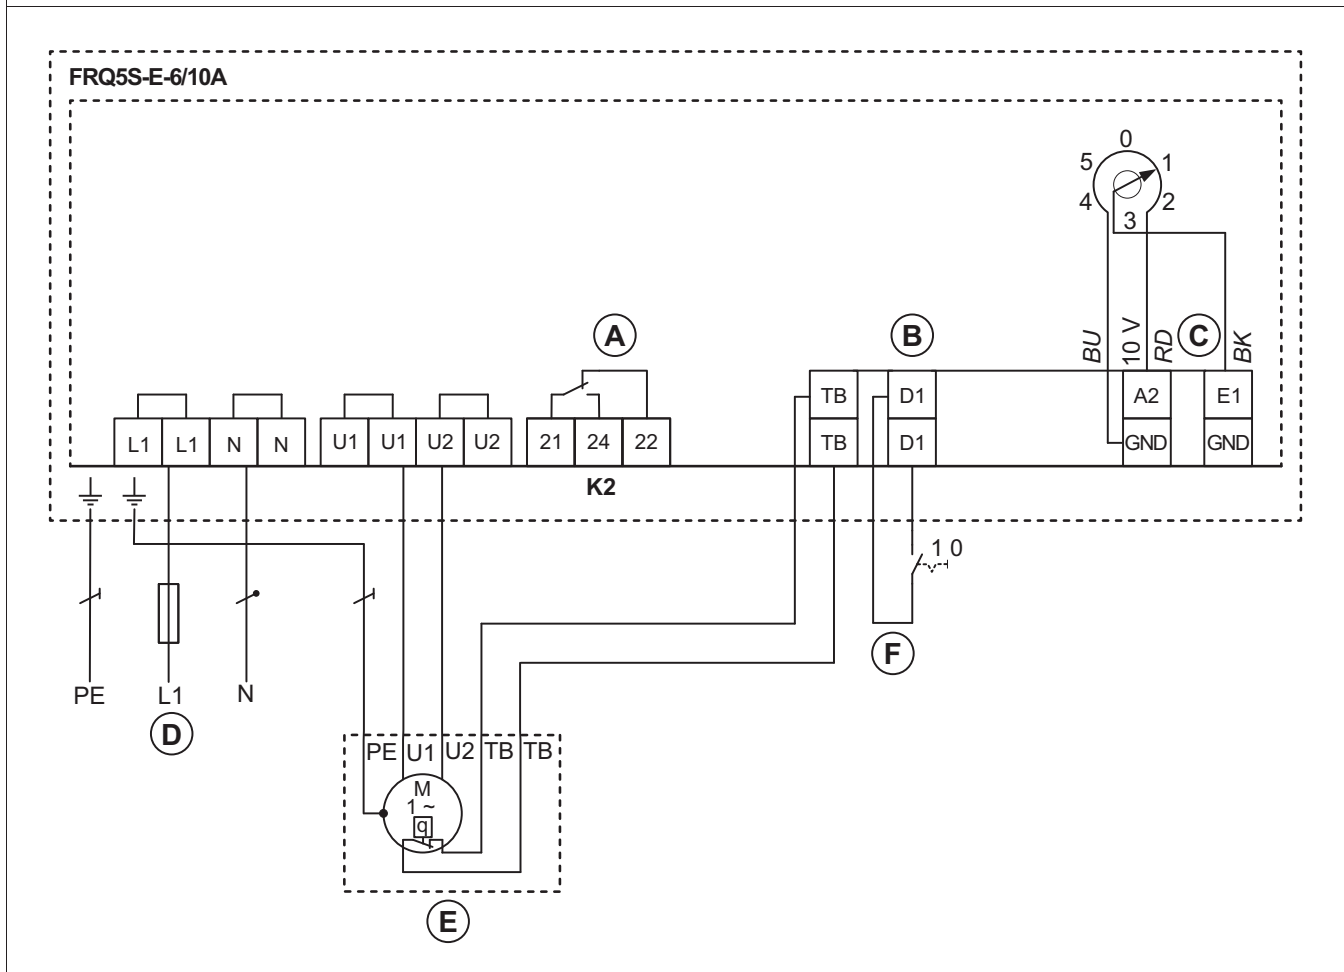 FRQ5S-E-6/10A
0
5 1
4 2
3
A B C
BU 10 V RD BK
TB D1 A2 E1
L1 L1 N N U1 U1 U2 U2 21 24 22 TB D1 GND GND
K2
1 0
F
PE L1 N
D
PE U1 U2 TB TB
M
1 ~
q
E